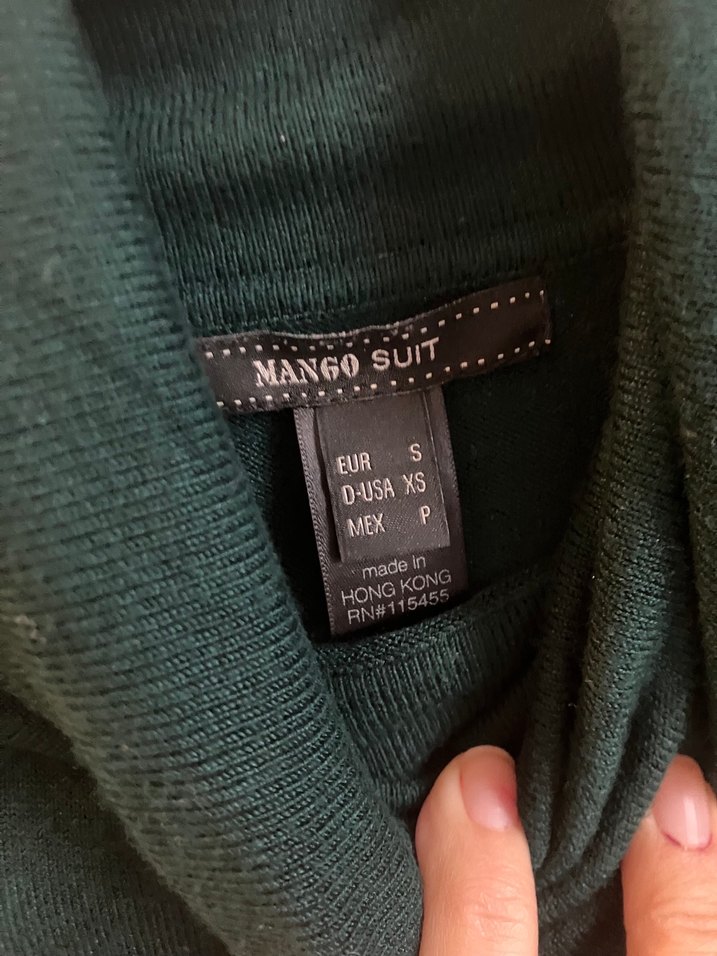 MANGO SUIT
EUR S
D-USA XS
MEX P
made in
HONG KONG
RN#115455